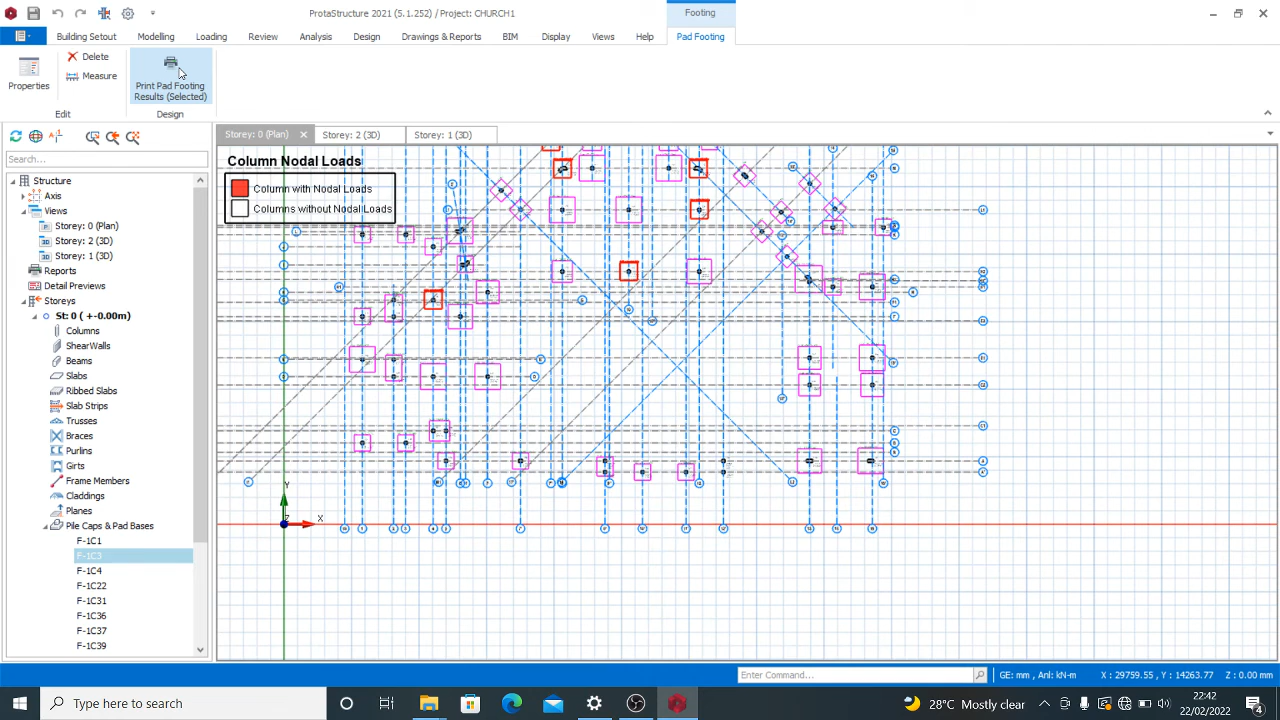 ProtaStructure 2021 (5.1.252) / Project: CHURCH1
Footing
Building Setout
Modelling
Loading
Review
Analysis
Design
Drawings & Reports
BIM
Display
Views
Help
Pad Footing
Properties
Delete
Measure
Print Pad Footing
Results (Selected)
Edit
Design
Storey: 0 (Plan)
Storey: 2 (3D)
Storey: 1 (3D)
Search...
Structure
Axis
Views
Storey: 0 (Plan)
Storey: 2 (3D)
Storey: 1 (3D)
Reports
Detail Previews
Storeys
St: 0 ( +-0.00m)
Columns
ShearWalls
Beams
Slabs
Ribbed Slabs
Slab Strips
Trusses
Braces
Purlins
Girts
Frame Members
Claddings
Planes
Pile Caps & Pad Bases
F-1C1
F-1C3
F-1C4
F-1C22
F-1C31
F-1C36
F-1C37
F-1C39
Column Nodal Loads
Column with Nodal Loads
Columns without Nodal Loads
Y
Z
X
Enter Command...
GE: mm , Anl: kN-m
X : 29759.55 , Y : 14263.77
Z : 0.00 mm
Type here to search
28°C Mostly clear
22:42
22/02/2022